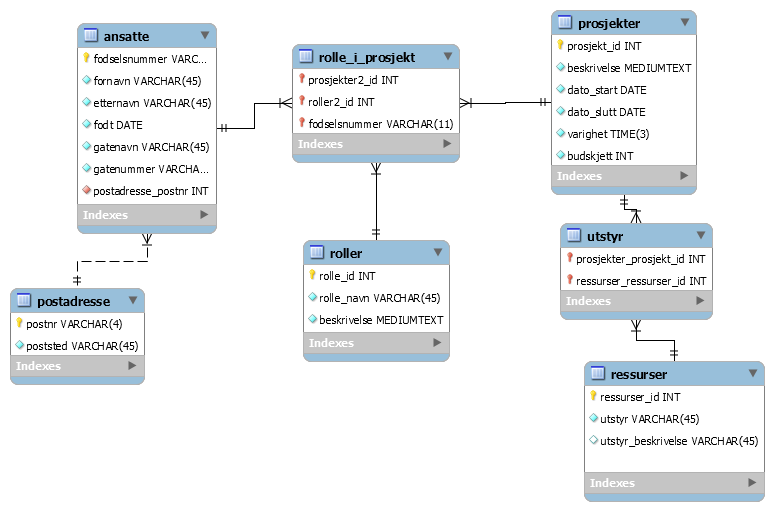 ansatte
fodselsnummer VARC...
fornavn VARCHAR(45)
etternavn VARCHAR(45)
fodt DATE
gatenavn VARCHAR(45)
gatenummer VARCHA...
postadresse_postnr INT
Indexes
rolle_i_prosjekt
prosjekter2_id INT
roller2_id INT
fodselsnummer VARCHAR(11)
Indexes
prosjekter
prosjekt_id INT
beskrivelse MEDIUMTEXT
dato_start DATE
dato_slutt DATE
varighet TIME(3)
budskjett INT
Indexes
postadresse
postnr VARCHAR(4)
poststed VARCHAR(45)
Indexes
roller
rolle_id INT
rolle_navn VARCHAR(45)
beskrivelse MEDIUMTEXT
Indexes
utstyr
prosjekter_prosjekt_id INT
ressurser_ressurser_id INT
Indexes
ressurser
ressurser_id INT
utstyr VARCHAR(45)
utstyr_beskrivelse VARCHAR(45)
Indexes